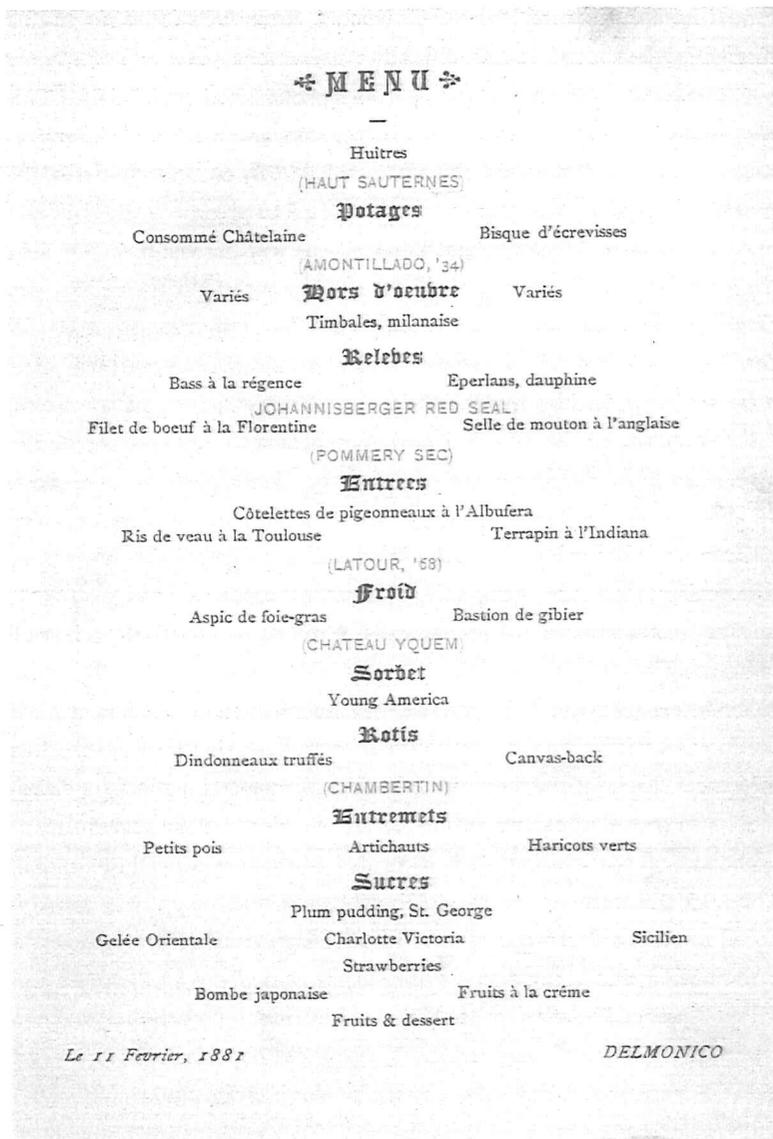 MENU
Huîtres
(HAUT SAUTERNES)
Potages
Consommé Châtelaine Bisque d'écrevisses
(AMONTILLADO, '34)
Variés Hors d'oeubre Variés
Timbales, milanaise
Relebes
Bass à la régence Eperlans, dauphine
(JOHANNISBERGER RED SEAL
Filet de boeuf à la Florentine Selle de mouton à l'anglaise
(POMMERY SEC)
Entrees
Côtelettes de pigeonneaux à l'Albufera
Ris de veau à la Toulouse Terrapin à l'Indiana
(LATOUR, '68)
Froid
Aspic de foie-gras Bastion de gibier
(CHATEAU YQUEM)
Sorbet
Young America
Rotis
Dindonneaux truffés Canvas-back
(CHAMBERTIN)
Entremets
Petits pois Artichauts Haricots verts
Sucres
Plum pudding, St. George
Gelée Orientale Charlotte Victoria Sicilien
Strawberries
Bombe japonaise Fruits à la créme
Fruits & dessert
Le 11 Fevrier, 1881 DELMONICO